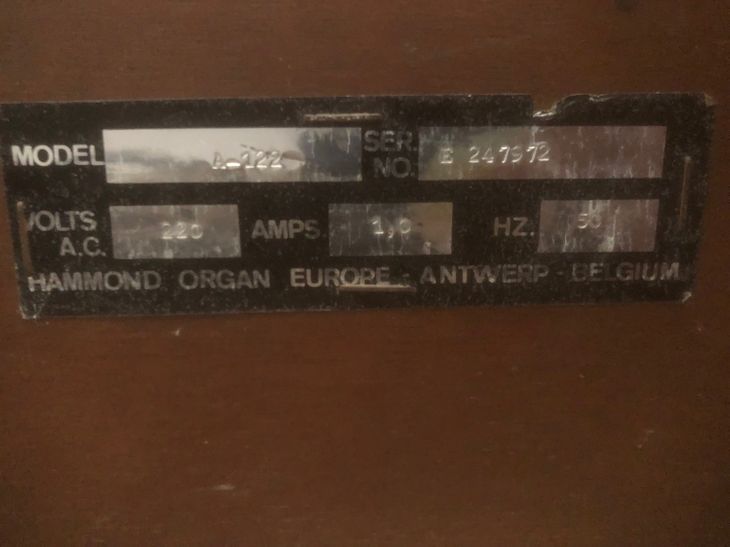 MODEL A-122 SER. NO. E 247972
VOLTS A.C. 220 AMPS 1,0 HZ. 50
HAMMOND ORGAN EUROPE - ANTWERP - BELGIUM